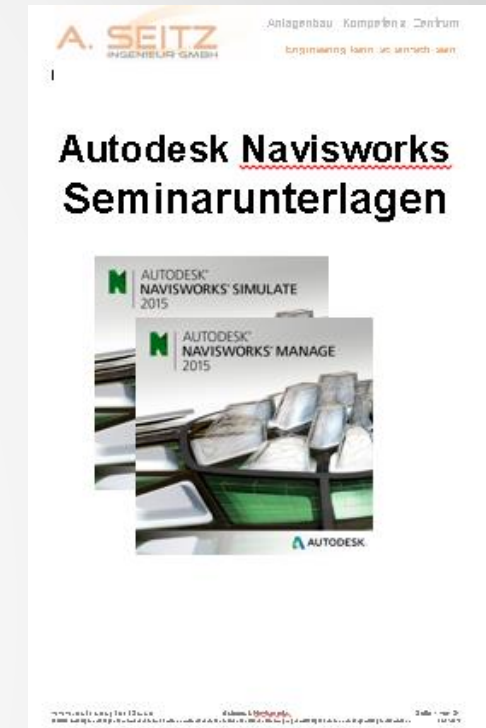 A. SEITZ
INGENIEUR GMBH
Anlagenbau Kompetenz Zentrum
Autodesk Navisworks
Seminarunterlagen
AUTODESK®
NAVISWORKS® SIMULATE
2015
AUTODESK®
NAVISWORKS® MANAGE
2015
AUTODESK